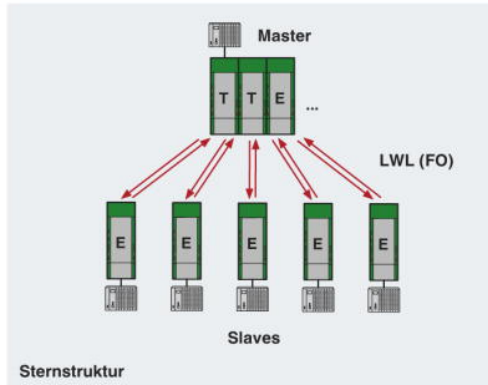 Master
T T E ...
LWL (FO)
E E E E E
Slaves
Sternstruktur